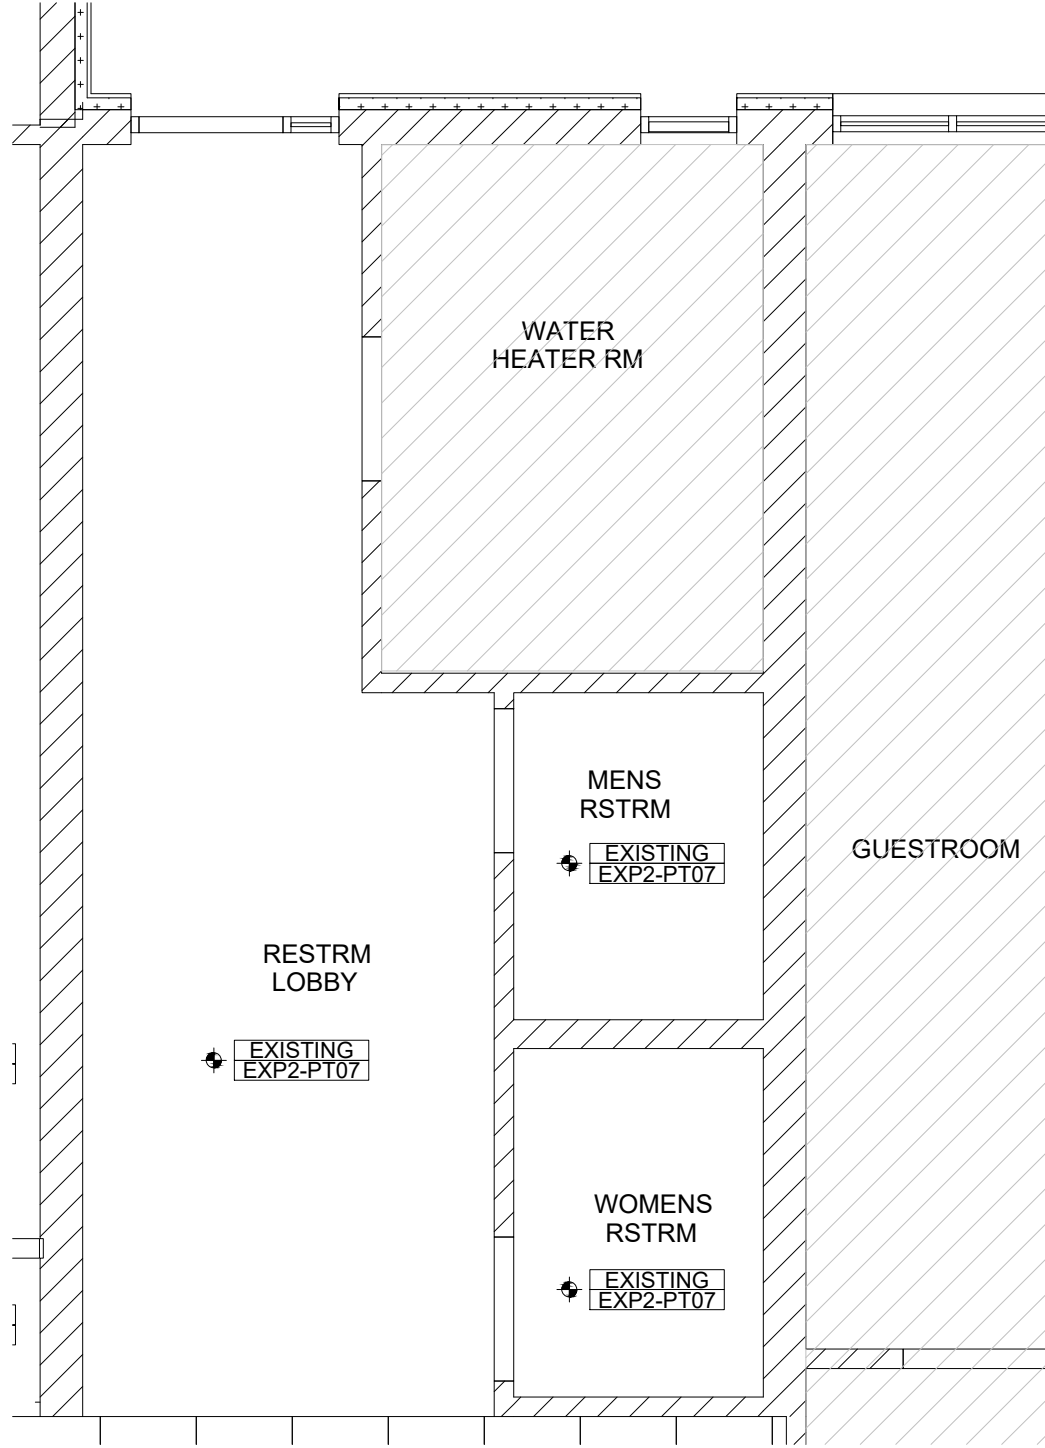 WATER
HEATER RM
MENS
RSTRM
EXISTING
EXP2-PT07
GUESTROOM
RESTRM
LOBBY
EXISTING
EXP2-PT07
WOMENS
RSTRM
EXISTING
EXP2-PT07